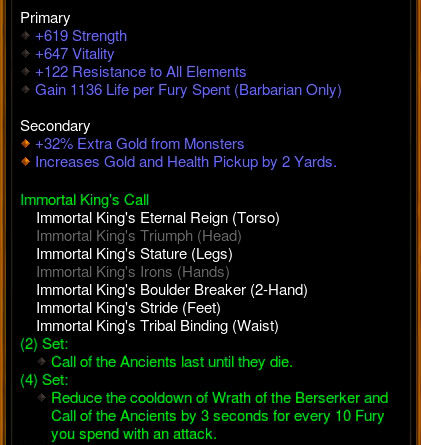 Primary
+619 Strength
+647 Vitality
+122 Resistance to All Elements
Gain 1136 Life per Fury Spent (Barbarian Only)
Secondary
+32% Extra Gold from Monsters
Increases Gold and Health Pickup by 2 Yards.
Immortal King's Call
Immortal King's Eternal Reign (Torso)
Immortal King's Triumph (Head)
Immortal King's Stature (Legs)
Immortal King's Irons (Hands)
Immortal King's Boulder Breaker (2-Hand)
Immortal King's Stride (Feet)
Immortal King's Tribal Binding (Waist)
(2) Set:
Call of the Ancients last until they die.
(4) Set:
Reduce the cooldown of Wrath of the Berserker and
Call of the Ancients by 3 seconds for every 10 Fury
you spend with an attack.